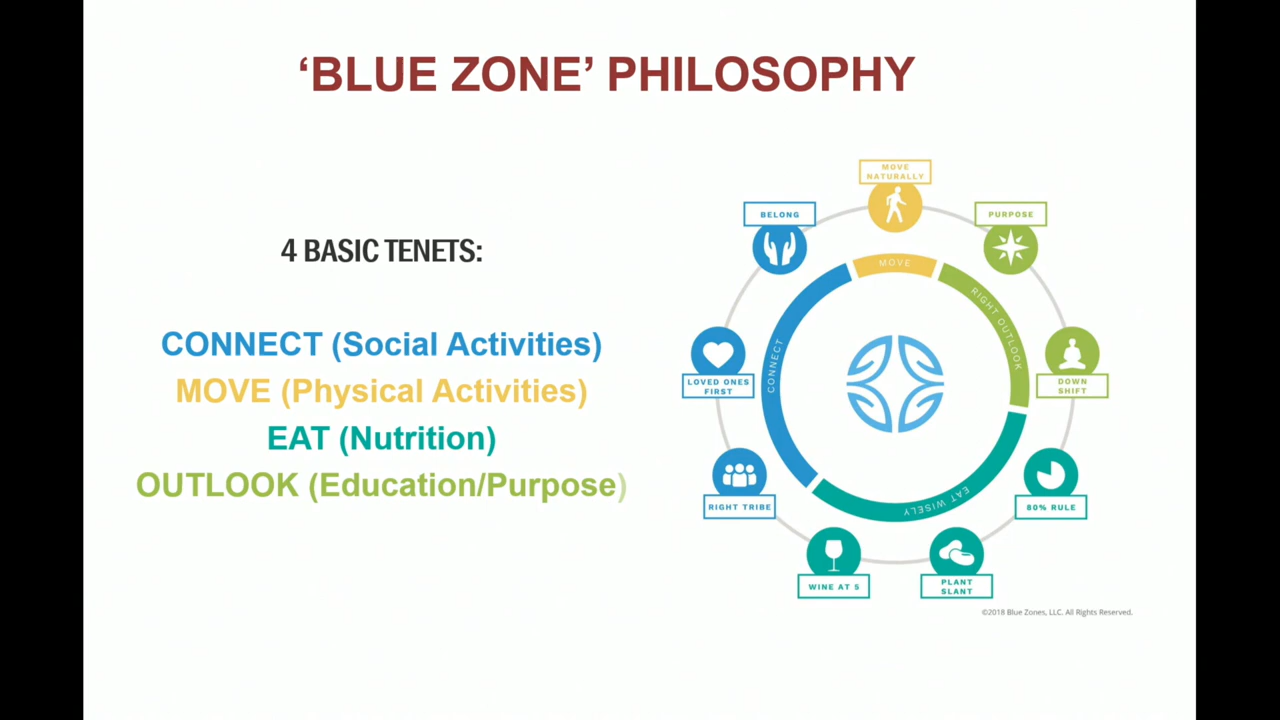 ‘BLUE ZONE’ PHILOSOPHY
4 BASIC TENETS:
CONNECT (Social Activities)
MOVE (Physical Activities)
EAT (Nutrition)
OUTLOOK (Education/Purpose)
MOVE
NATURALLY
BELONG
PURPOSE
MOVE
RIGHT OUTLOOK
CONNECT
LOVED ONES
FIRST
DOWN
SHIFT
EAT WISELY
RIGHT TRIBE
80% RULE
WINE AT 5
PLANT
SLANT
©2018 Blue Zones, LLC. All Rights Reserved.